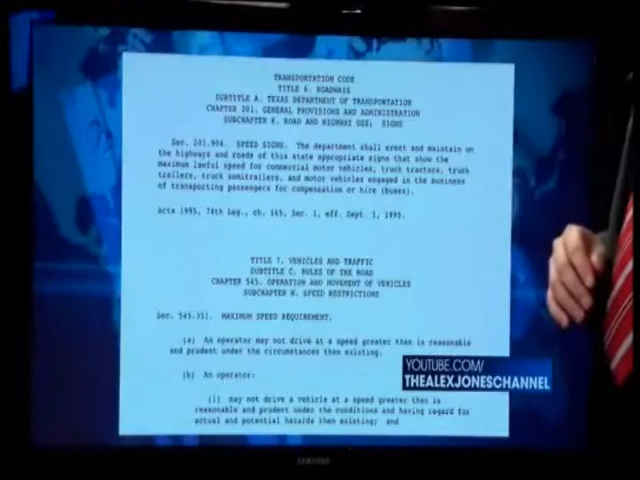 TRANSPORTATION CODE
TITLE 6. ROADWAYS
SUBTITLE A. TEXAS DEPARTMENT OF TRANSPORTATION
CHAPTER 201. GENERAL PROVISIONS AND ADMINISTRATION
SUBCHAPTER K. ROAD AND HIGHWAY USE; SIGNS
Sec. 201.904. SPEED SIGNS. The department shall erect and maintain on
the highways and roads of this state appropriate signs that show the
maximum lawful speed for commercial motor vehicles, truck tractors, truck
trailers, truck semitrailers, and motor vehicles engaged in the business
of transporting passengers for compensation or hire (buses).
Acts 1995, 74th Leg., ch. 165, Sec. 1, eff. Sept. 1, 1995.
TITLE 7. VEHICLES AND TRAFFIC
SUBTITLE C. RULES OF THE ROAD
CHAPTER 545. OPERATION AND MOVEMENT OF VEHICLES
SUBCHAPTER H. SPEED RESTRICTIONS
Sec. 545.351. MAXIMUM SPEED REQUIREMENT.
(a) An operator may not drive at a speed greater than is reasonable
and prudent under the circumstances then existing.
(b) An operator:
(1) may not drive a vehicle at a speed greater than is
reasonable and prudent under the conditions and having regard for
actual and potential hazards then existing; and
YOUTUBE.COM/
THEALEXJONESCHANNEL
SAMSUNG